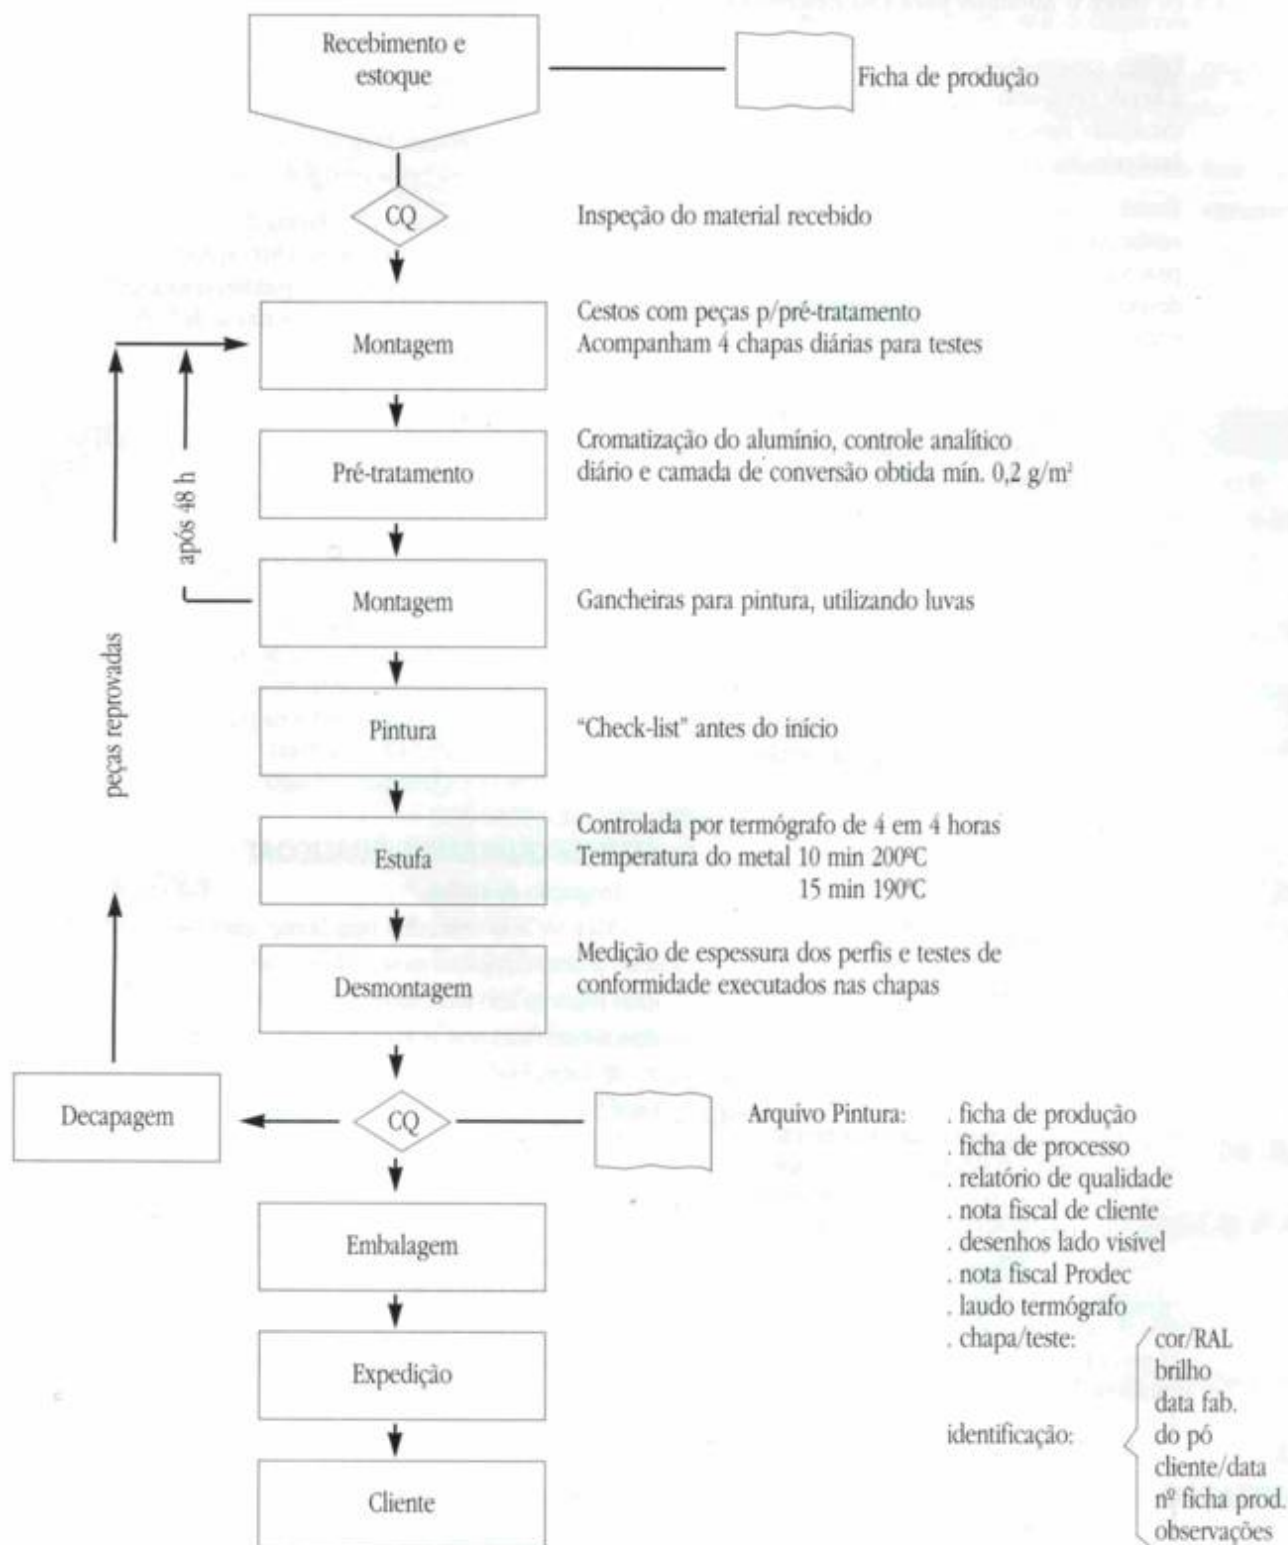 Recebimento e
estoque
Ficha de produção
CQ
Inspeção do material recebido
Montagem
Cestos com peças p/pré-tratamento
Acompanham 4 chapas diárias para testes
Pré-tratamento
Cromatização do alumínio, controle analítico
diário e camada de conversão obtida mín. 0,2 g/m²
após 48 h
Montagem
Gancheiras para pintura, utilizando luvas
peças reprovadas
Pintura
“Check-list” antes do início
Estufa
Controlada por termógrafo de 4 em 4 horas
Temperatura do metal 10 min 200ºC
15 min 190ºC
Desmontagem
Medição de espessura dos perfis e testes de
conformidade executados nas chapas
Decapagem
CQ
Arquivo Pintura:
. ficha de produção
. ficha de processo
. relatório de qualidade
. nota fiscal de cliente
. desenhos lado visível
. nota fiscal Prodec
. laudo termógrafo
. chapa/teste:
identificação:
cor/RAL
brilho
data fab.
do pó
cliente/data
nº ficha prod.
observações
Embalagem
Expedição
Cliente